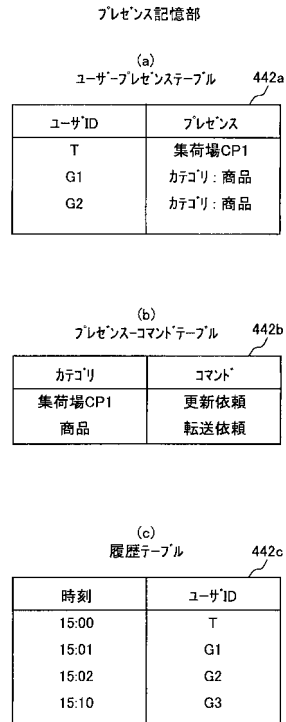 プレゼンス記憶部
(a)
ユーザープレゼンステーブル 442a
ユーザID プレゼンス
T 集荷場CP1
G1 カテゴリ:商品
G2 カテゴリ:商品
(b)
プレゼンスーコマンドテーブル 442b
カテゴリ コマンド
集荷場CP1 更新依頼
商品 転送依頼
(c)
履歴テーブル 442c
時刻 ユーザID
15:00 T
15:01 G1
15:02 G2
15:10 G3